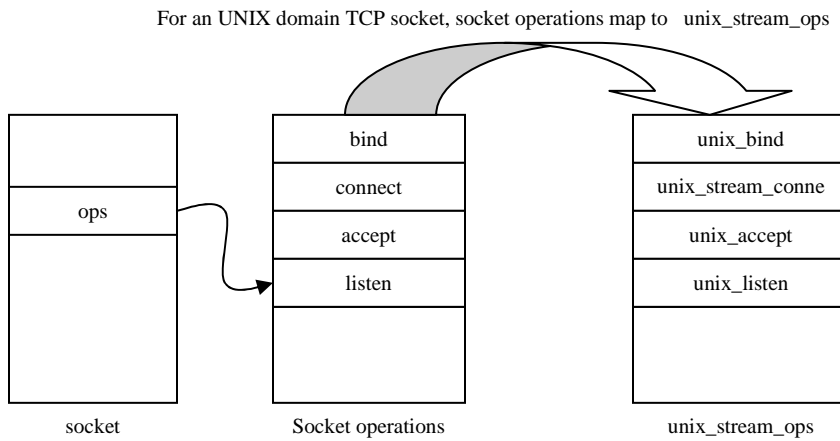 For an UNIX domain TCP socket, socket operations map to unix_stream_ops
bind
unix_bind
ops
connect
unix_stream_conne
accept
unix_accept
listen
unix_listen
socket
Socket operations
unix_stream_ops